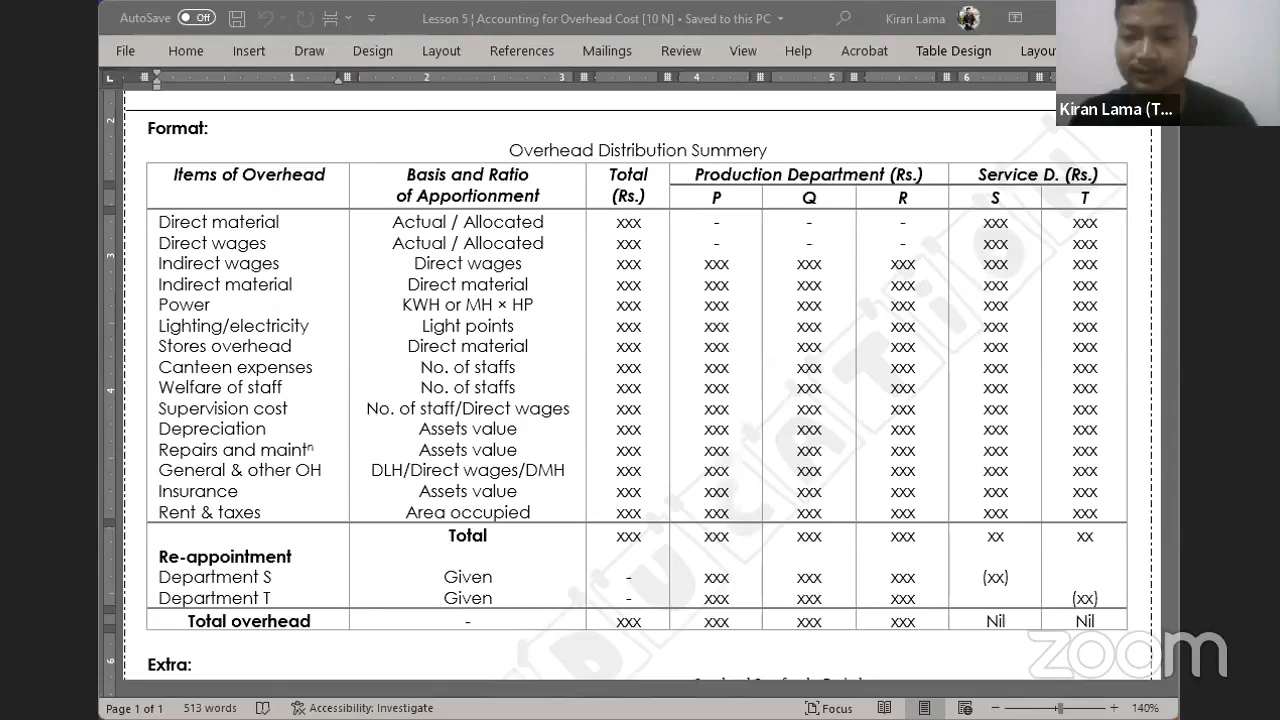 AutoSave Off Lesson 5 | Accounting for Overhead Cost [10 N] • Saved to this PC Kiran Lama
File Home Insert Draw Design Layout References Mailings Review View Help Acrobat Table Design Layou
Kiran Lama (T...
L 1 2 3 4 5 6
Format:
Overhead Distribution Summary
Items of Overhead Basis and Ratio of Apportionment Total (Rs.) Production Department (Rs.) Service D. (Rs.)
P Q R S T
Direct material Actual / Allocated xxx - - - xxx xxx
Direct wages Actual / Allocated xxx - - - xxx xxx
Indirect wages Direct wages xxx xxx xxx xxx xxx xxx
Indirect material Direct material xxx xxx xxx xxx xxx xxx
Power KWH or MH × HP xxx xxx xxx xxx xxx xxx
Lighting/electricity Light points xxx xxx xxx xxx xxx xxx
Stores overhead Direct material xxx xxx xxx xxx xxx xxx
Canteen expenses No. of staffs xxx xxx xxx xxx xxx xxx
Welfare of staff No. of staffs xxx xxx xxx xxx xxx xxx
Supervision cost No. of staff/Direct wages xxx xxx xxx xxx xxx xxx
Depreciation Assets value xxx xxx xxx xxx xxx xxx
Repairs and maintⁿ Assets value xxx xxx xxx xxx xxx xxx
General & other OH DLH/Direct wages/DMH xxx xxx xxx xxx xxx xxx
Insurance Assets value xxx xxx xxx xxx xxx xxx
Rent & taxes Area occupied xxx xxx xxx xxx xxx xxx
Total xxx xxx xxx xxx xx xx
Re-appointment
Department S Given - xxx xxx xxx (xx)
Department T Given - xxx xxx xxx (xx)
Total overhead - xxx xxx xxx xxx Nil Nil
Extra:
zoom
Page 1 of 1 513 words Accessibility: Investigate Focus 140%